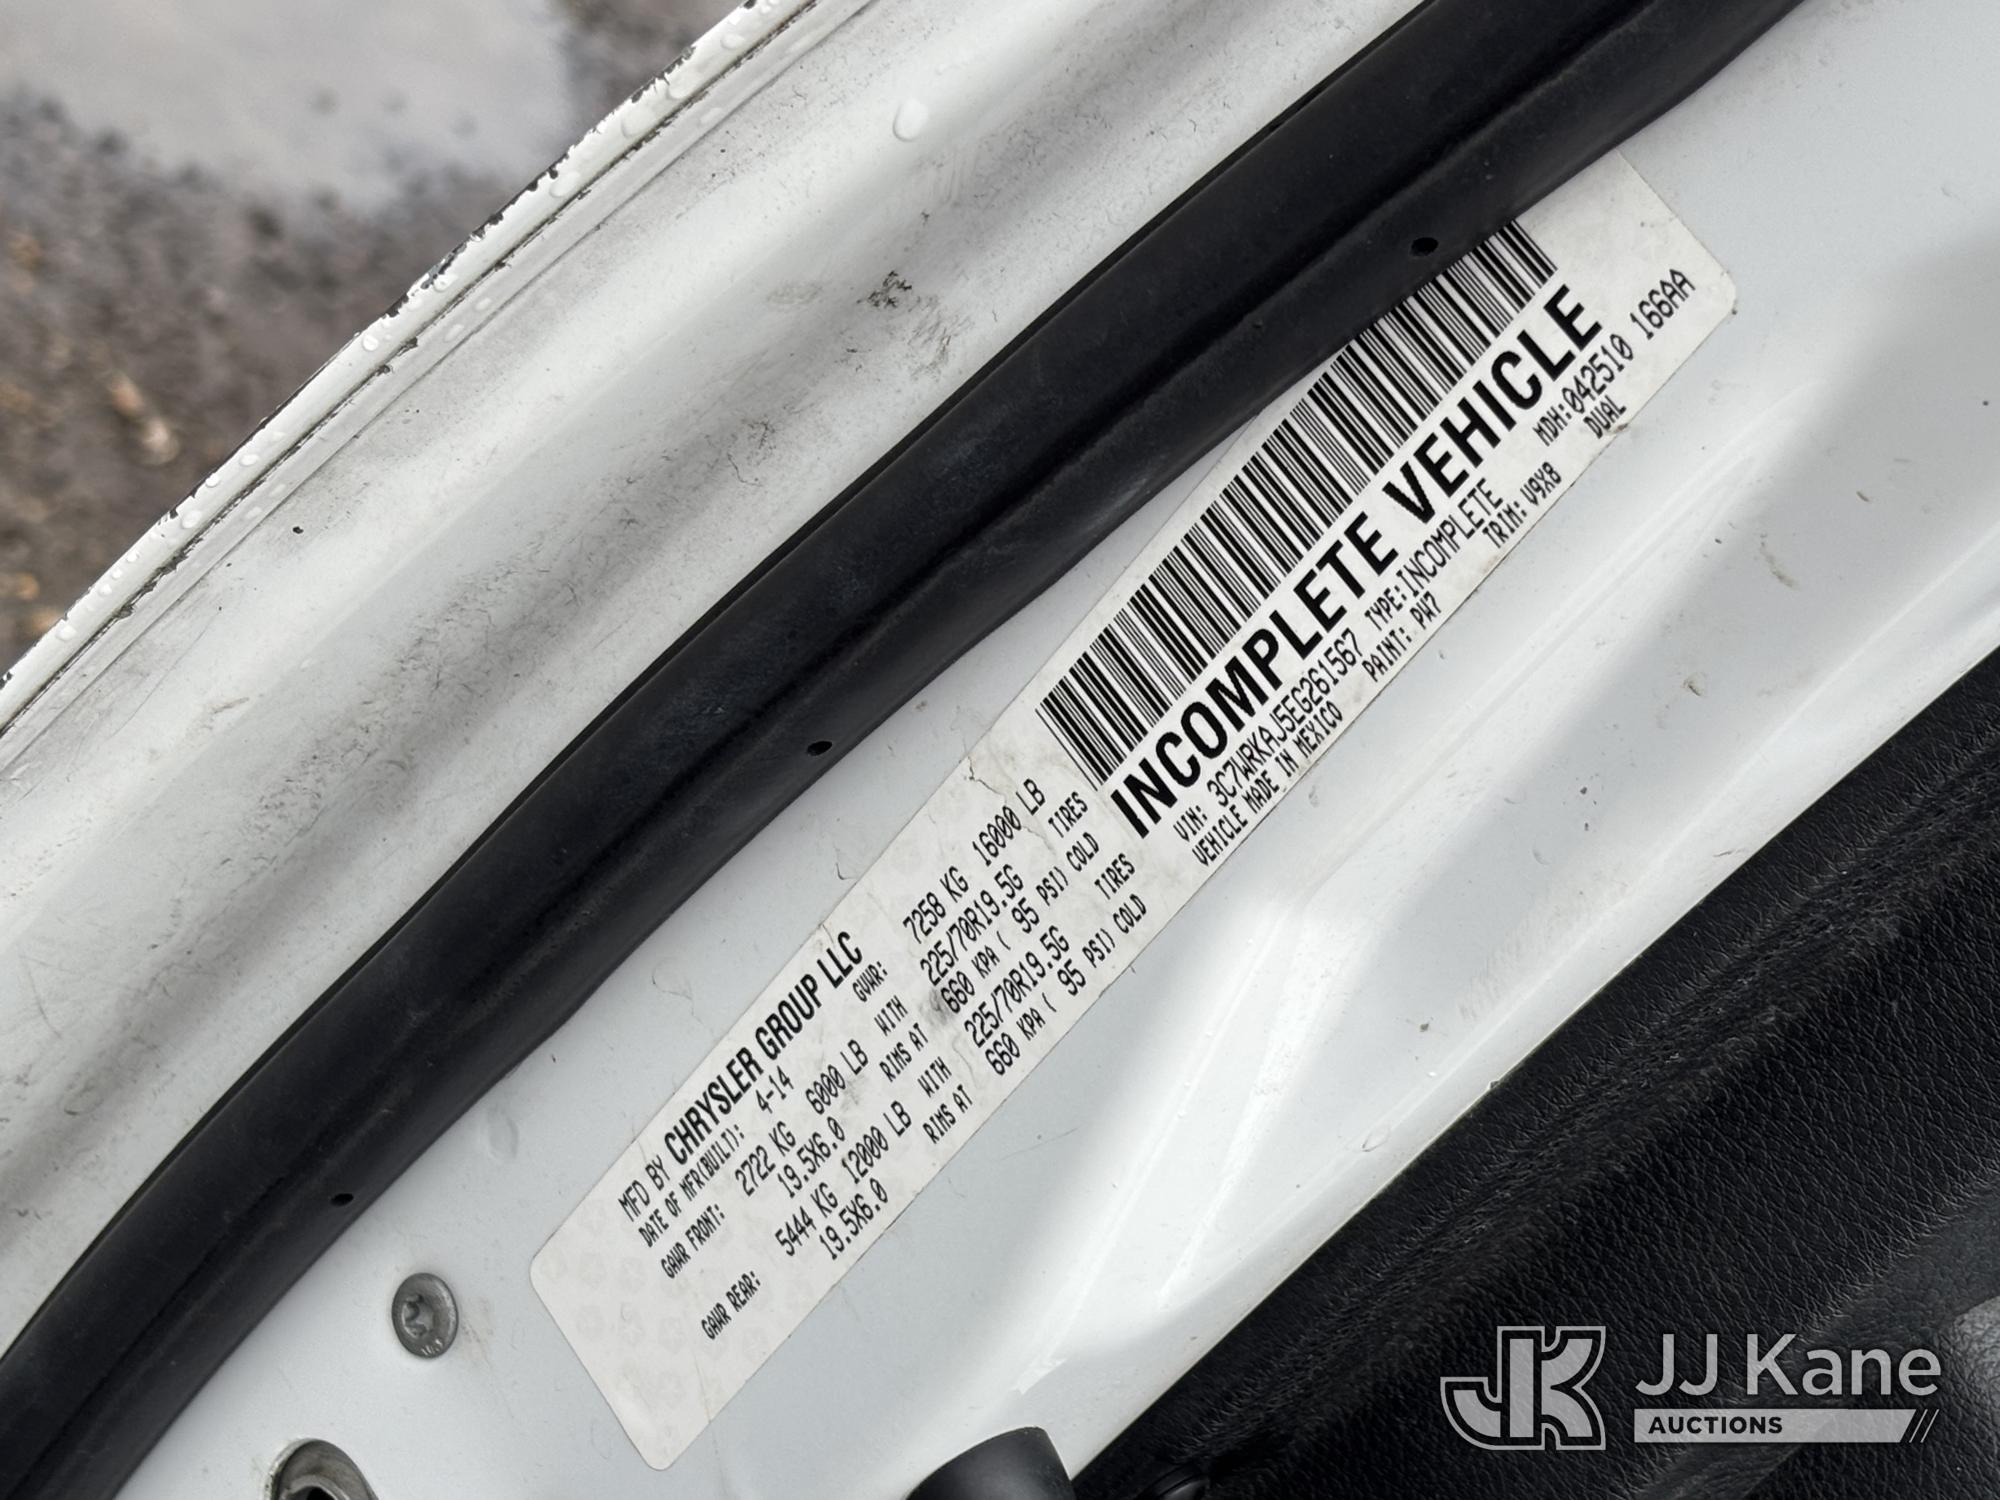 MFD BY CHRYSLER GROUP LLC
DATE OF MFR(BUILT): 4-14 GVWR: 7258 KG 16000 LB
GAWR FRONT: 2722 KG 6000 LB WITH 225/70R19.5G TIRES
19.5X6.0 RIMS AT 660 KPA ( 95 PSI) COLD
GAWR REAR: 5444 KG 12000 LB WITH 225/70R19.5G TIRES
19.5X6.0 RIMS AT 660 KPA ( 95 PSI) COLD
INCOMPLETE VEHICLE
VIN: 3C7WRKAJ5EG261567 TYPE:INCOMPLETE MDH:042510 166AA
VEHICLE MADE IN MEXICO PAINT: PW7 TRIM: V9X8 DUAL
JK
JJ Kane
AUCTIONS